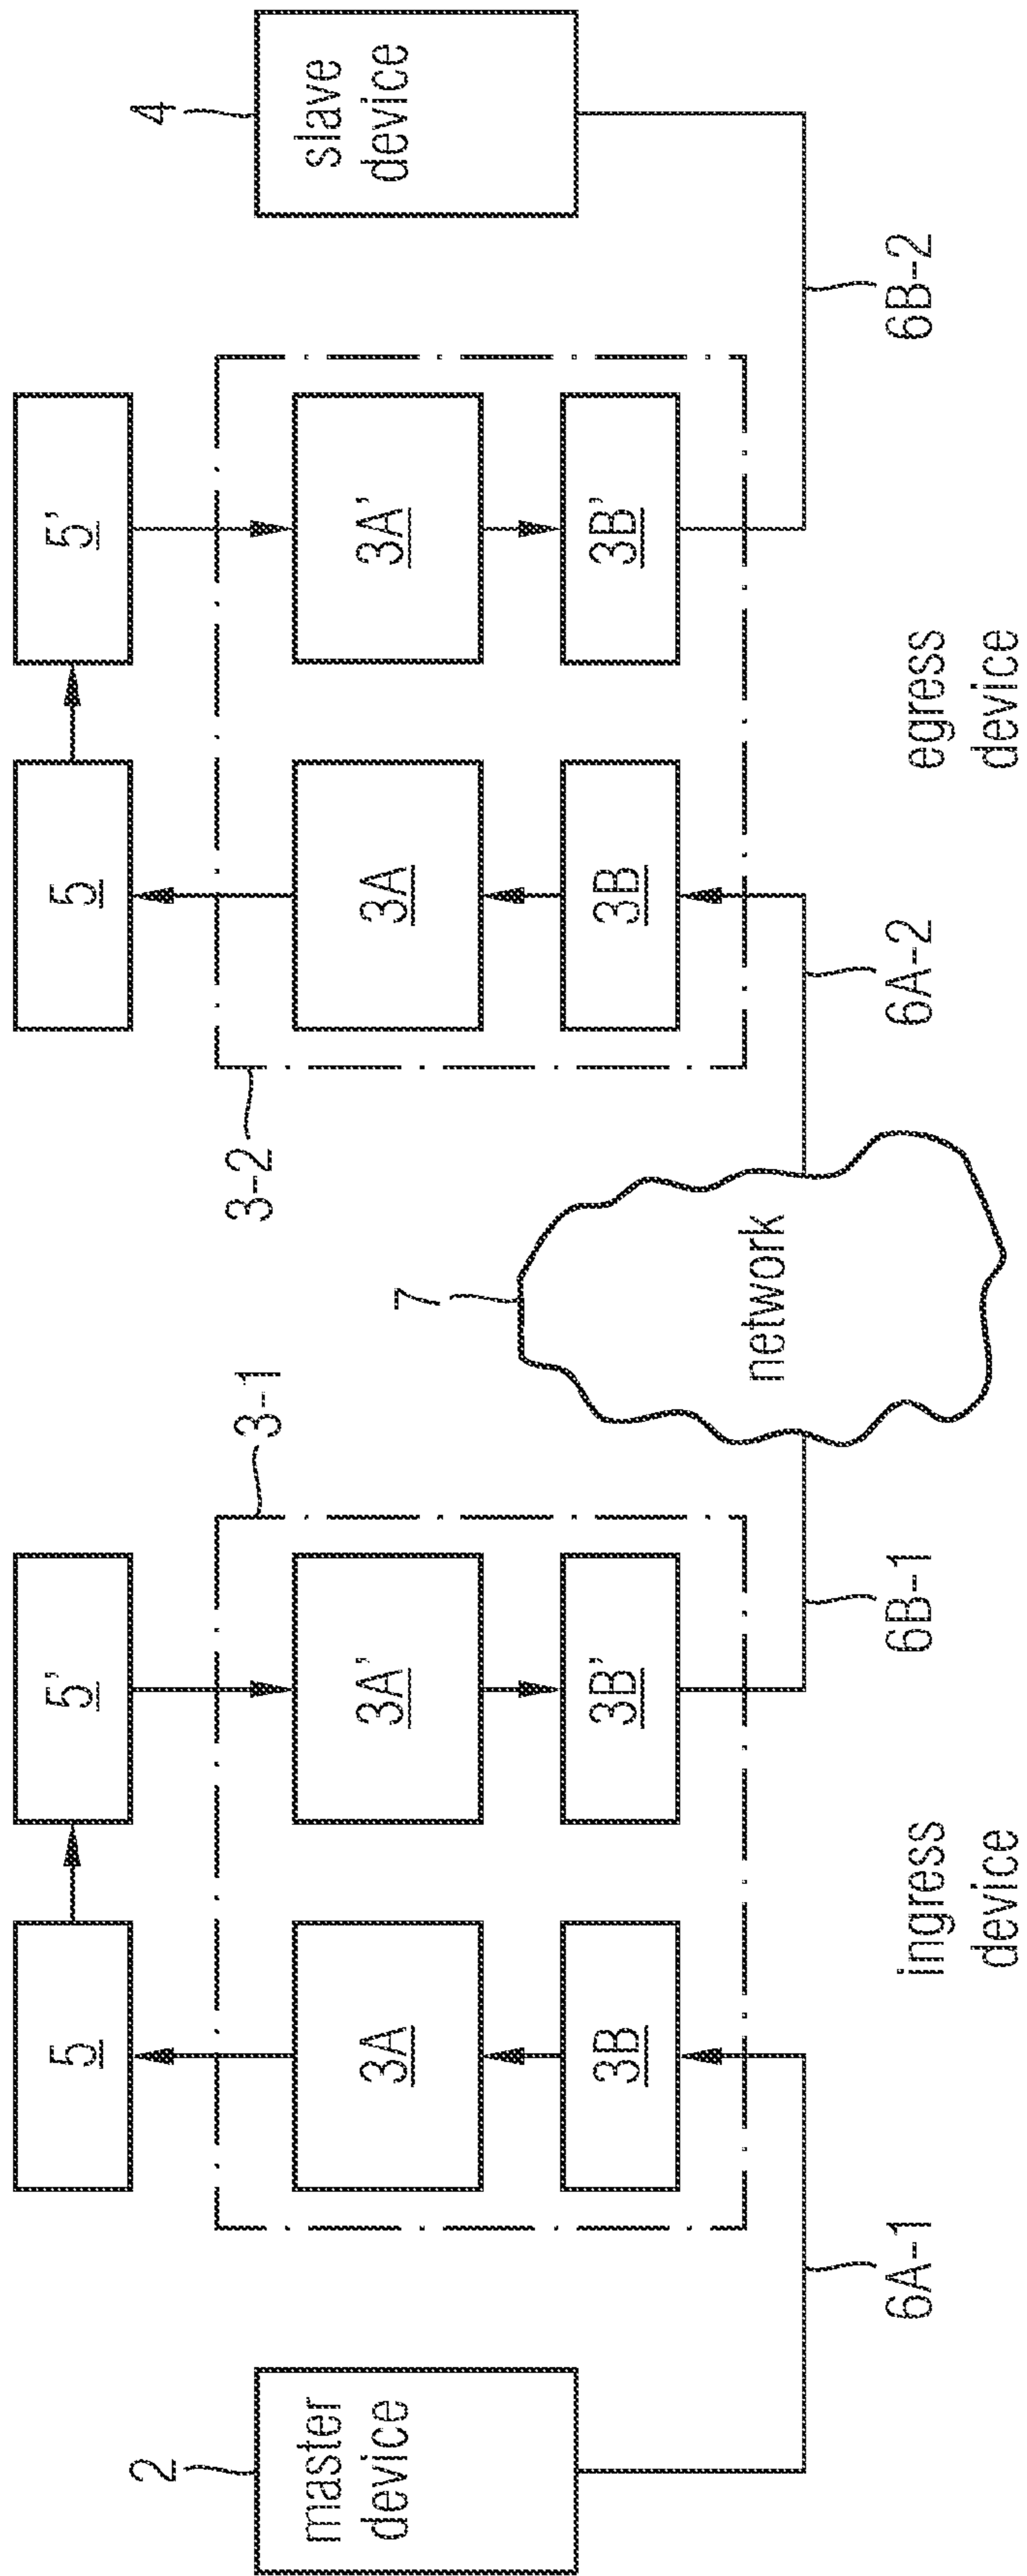 5
5'
5
5'
2
master
device
3A
3A'
3-1
3-2
3A
3A'
4
slave
device
3B
3B'
7
network
3B
3B'
6A-1
6B-1
6A-2
6B-2
ingress
device
egress
device